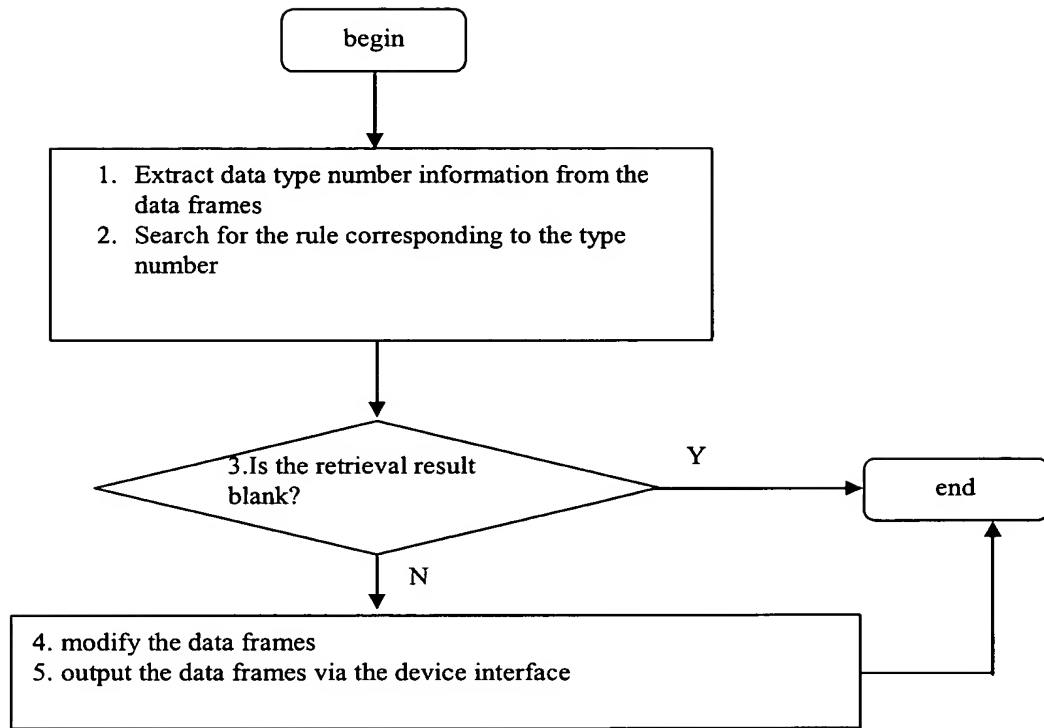 begin
1. Extract data type number information from the
data frames
2. Search for the rule corresponding to the type
number
3.Is the retrieval result
blank?
Y
end
N
4. modify the data frames
5. output the data frames via the device interface